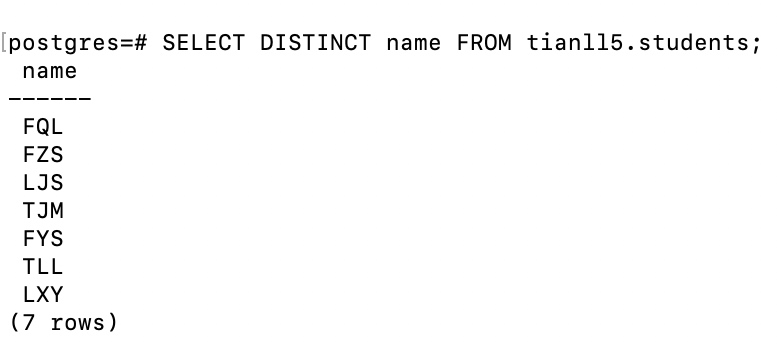 [postgres=# SELECT DISTINCT name FROM tianll5.students;
name
------
FQL
FZS
LJS
TJM
FYS
TLL
LXY
(7 rows)